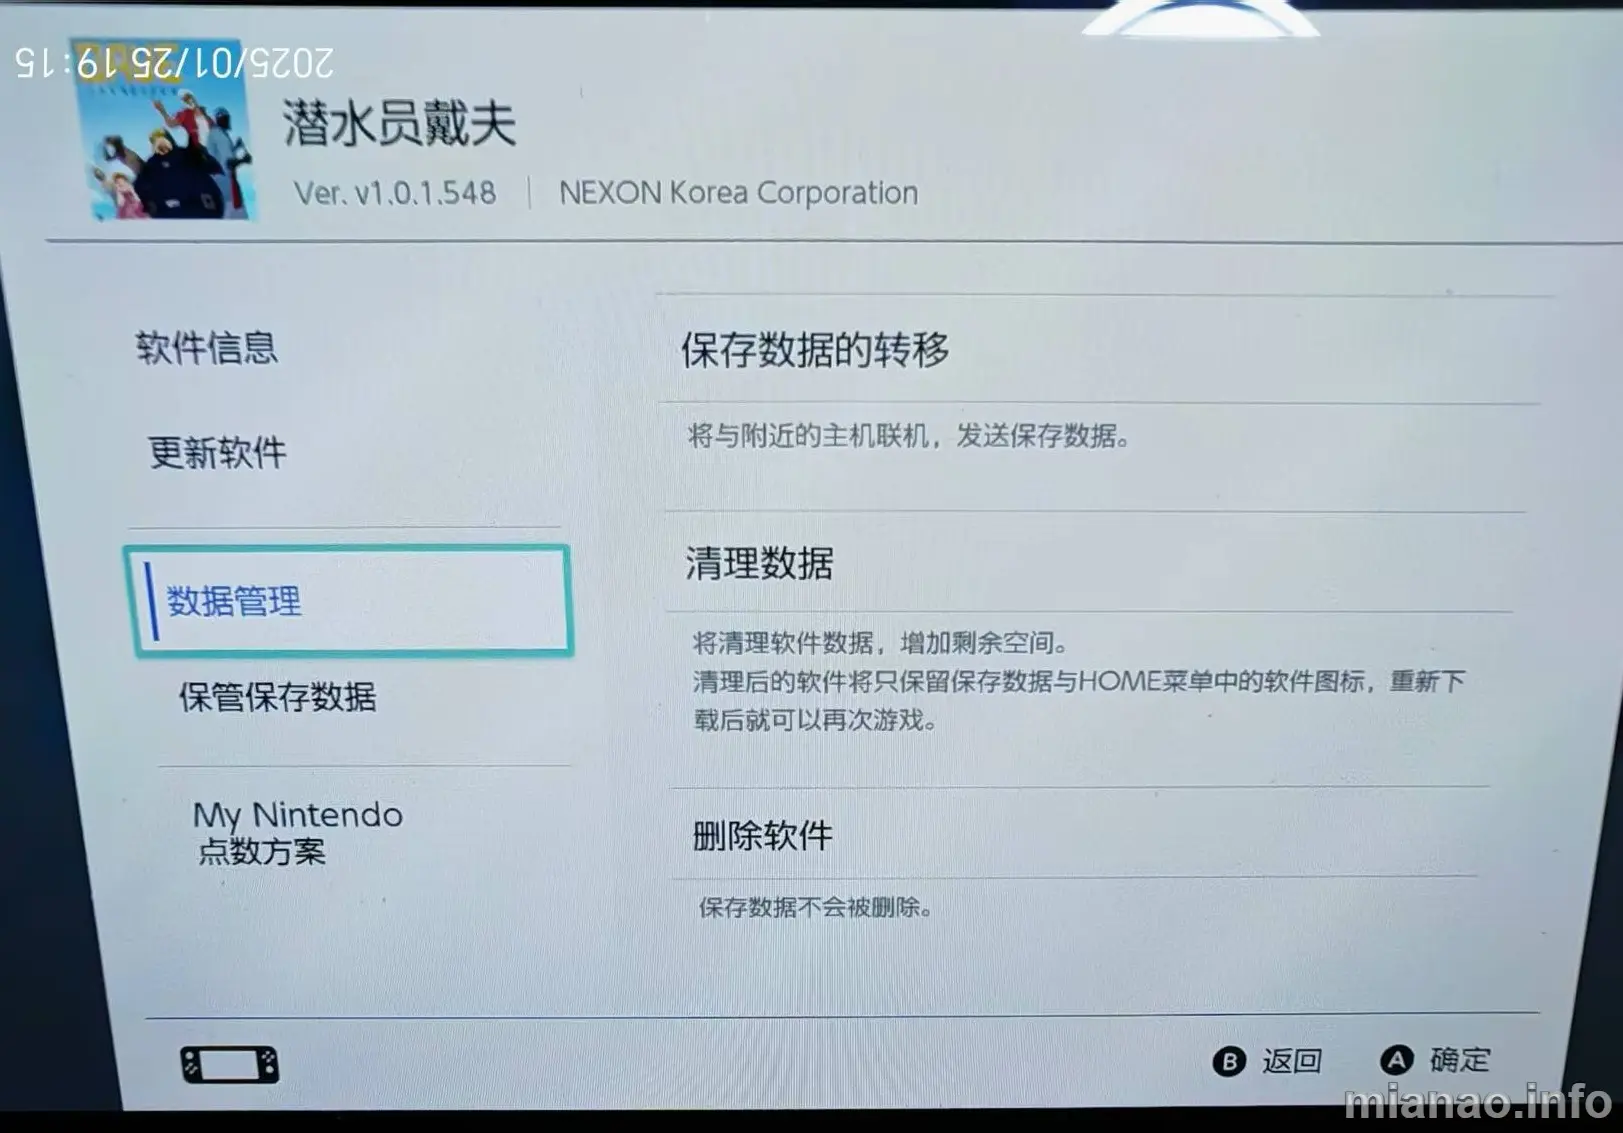 2025/01/25 19:15
DAVE
潜水员戴夫
Ver. v1.0.1.548
NEXON Korea Corporation
软件信息
更新软件
数据管理
保管保存数据
My Nintendo
点数方案
保存数据的转移
将与附近的主机联机，发送保存数据。
清理数据
将清理软件数据，增加剩余空间。
清理后的软件将只保留保存数据与HOME菜单中的软件图标，重新下
载后就可以再次游戏。
删除软件
保存数据不会被删除。
B 返回
A 确定
mianao.info